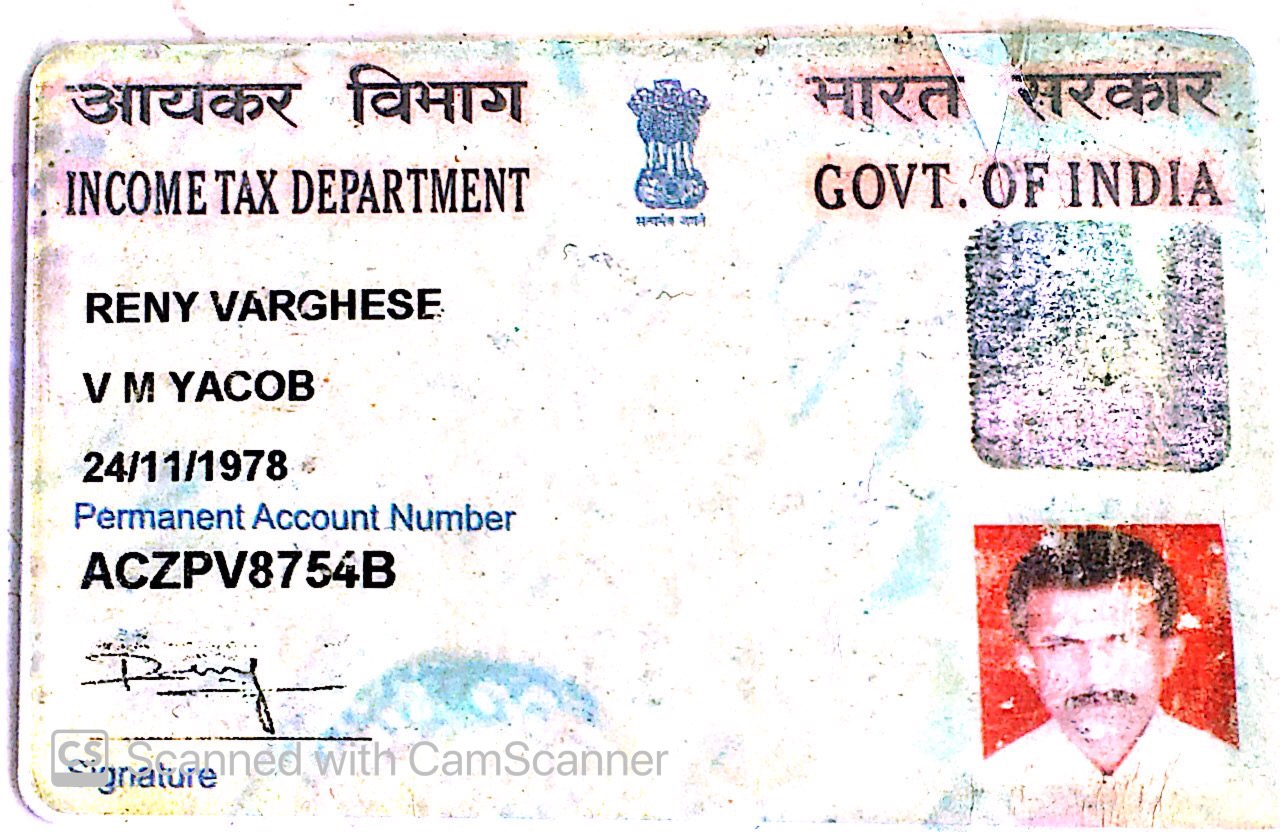 आयकर विभाग
INCOME TAX DEPARTMENT
सत्यमेव जयते
भारत सरकार
GOVT. OF INDIA
RENY VARGHESE
V M YACOB
24/11/1978
Permanent Account Number
ACZPV8754B
Reny
Signature
CS Scanned with CamScanner